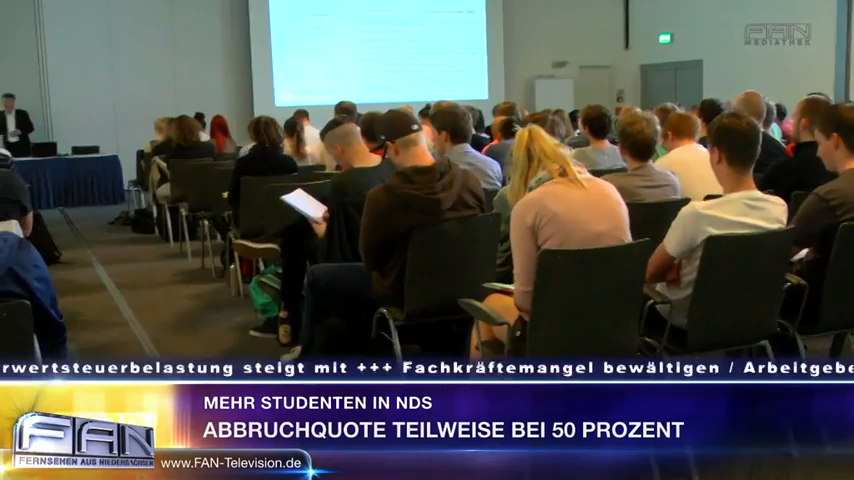 FAN
MEDIATHEK
rwertsteuerbelastung steigt mit +++ Fachkräftemangel bewältigen / Arbeitgebe
MEHR STUDENTEN IN NDS
ABBRUCHQUOTE TEILWEISE BEI 50 PROZENT
FAN
FERNSEHEN AUS NIEDERSACHSEN
www.FAN-Television.de